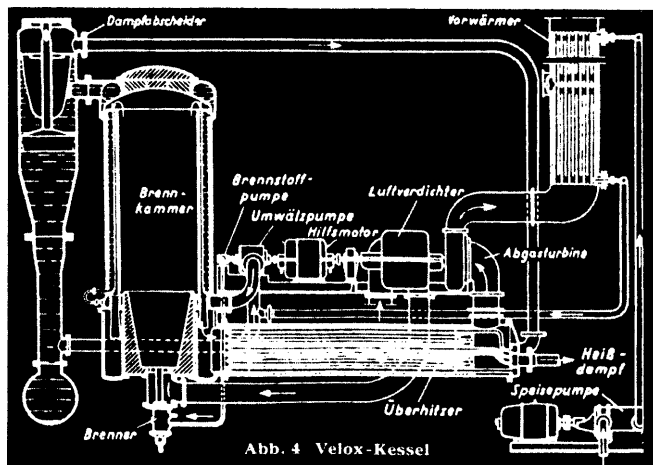 Dampfabscheider
Vorwärmer
Brenn-
kammer
Brennstoff-
pumpe
Umwälzpumpe
Hilfsmotor
Luftverdichter
Abgasturbine
Heiß-
dampf
Speisepumpe
Überhitzer
Brenner
Abb. 4 Velox-Kessel